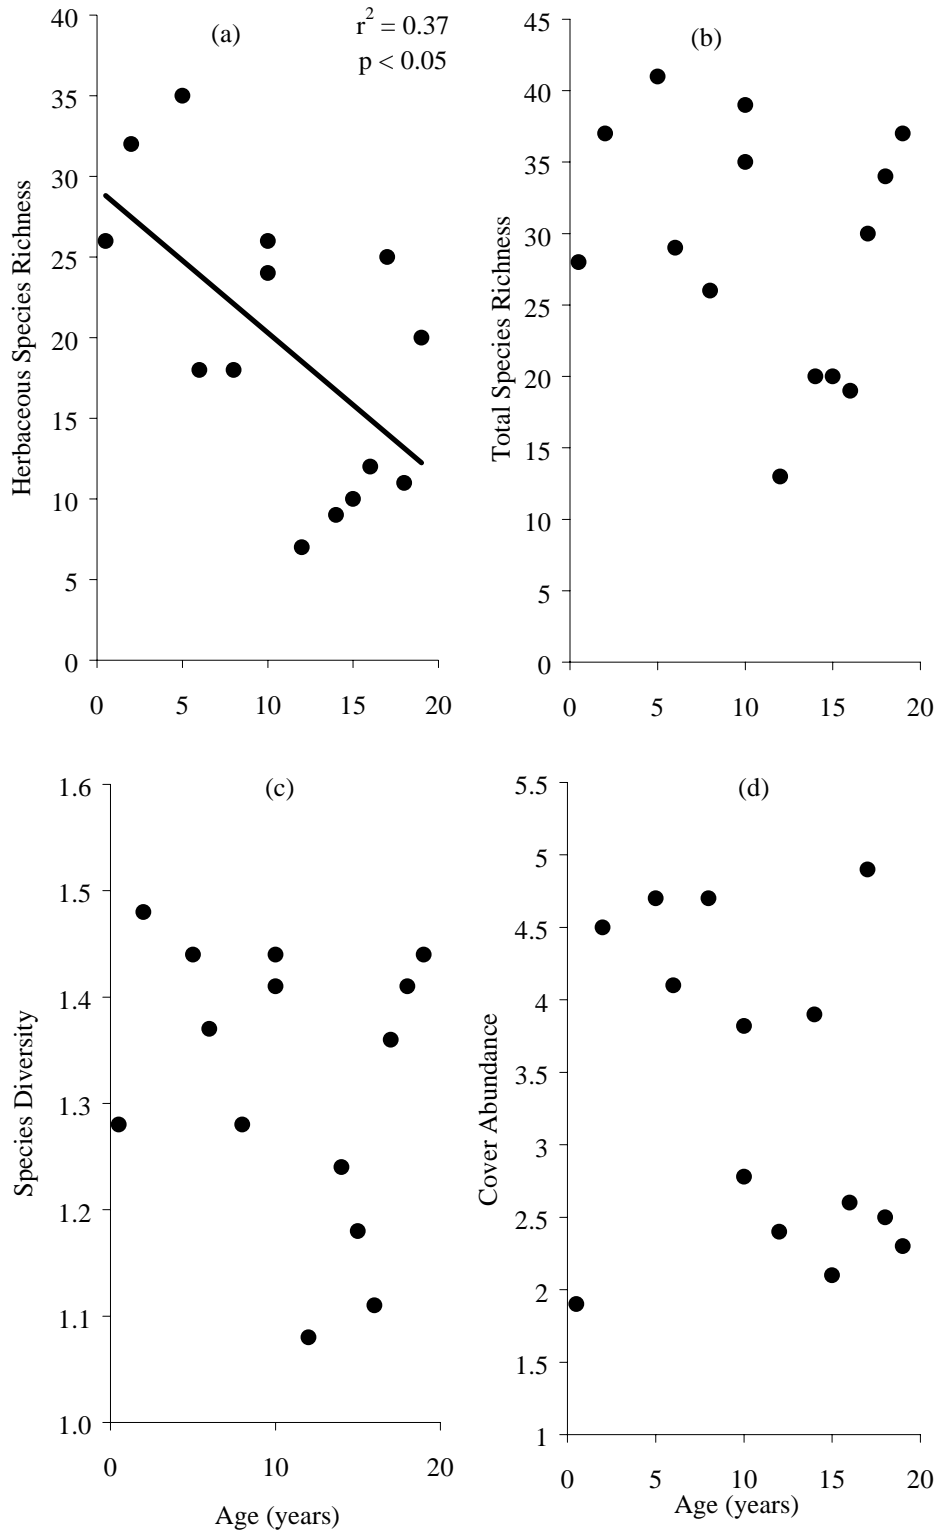 (a)
r² = 0.37
p < 0.05
Herbaceous Species Richness
40
35
30
25
20
15
10
5
0
0 5 10 15 20
(b)
Total Species Richness
45
40
35
30
25
20
15
10
5
0
0 5 10 15 20
(c)
Species Diversity
1.6
1.5
1.4
1.3
1.2
1.1
1.0
0 10 20
Age (years)
(d)
Cover Abundance
5.5
5
4.5
4
3.5
3
2.5
2
1.5
1
0 5 10 15 20
Age (years)